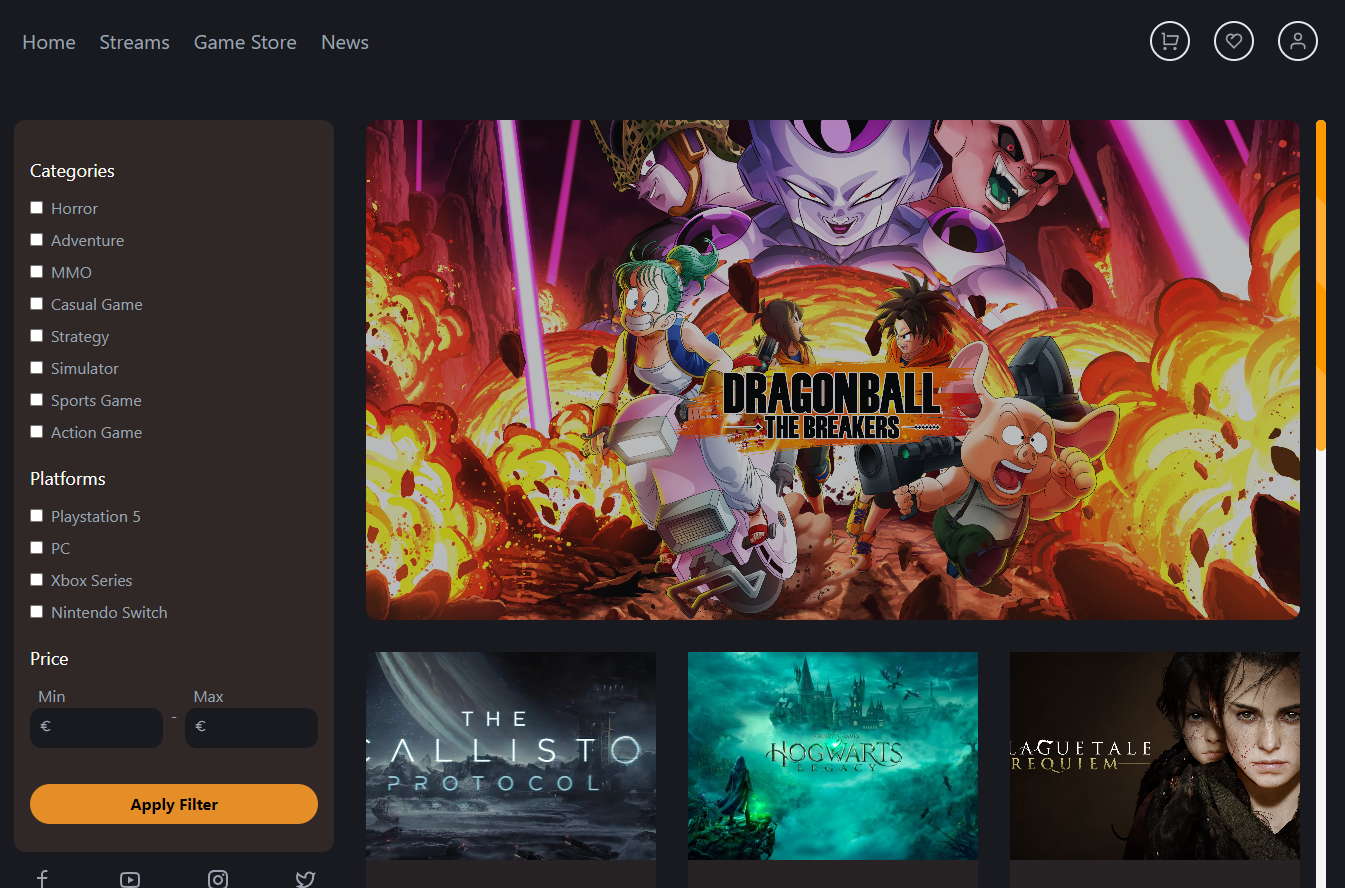 Home Streams Game Store News
Categories
Horror
Adventure
MMO
Casual Game
Strategy
Simulator
Sports Game
Action Game
Platforms
Playstation 5
PC
Xbox Series
Nintendo Switch
Price
Min Max
€ - €
Apply Filter
DRAGONBALL
THE BREAKERS
THE
CALLISTO
PROTOCOL
HOGWARTS
LEGACY
LAGUE TALE
REQUIEM